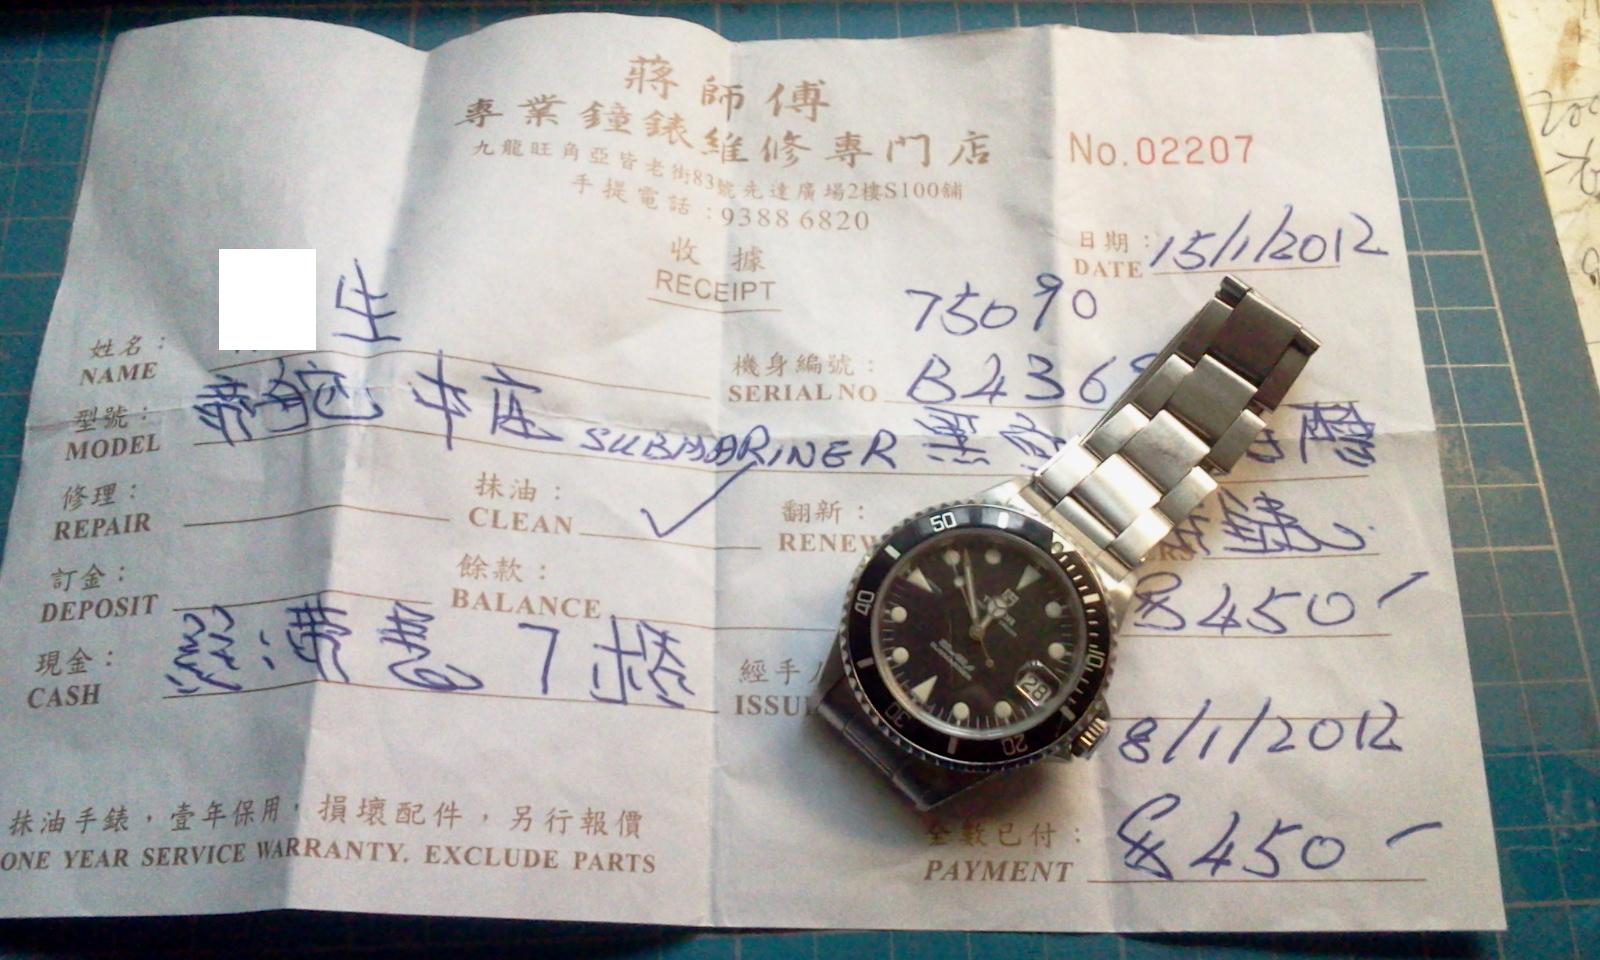 蔣師傅
專業鐘錶維修專門店
九龍旺角亞皆老街83號先達廣場2樓S100舖
手提電話：9388 6820
No. 02207
收據
RECEIPT
日期：
DATE 15/1/2012
姓名：
NAME 生
75090
機身編號：
SERIAL NO B436
型號：
MODEL SUBMARINER
修理：
REPAIR
抹油：
CLEAN ✓
翻新：
RENEW
訂金：
DEPOSIT
餘款：
BALANCE
$450
現金：
CASH
經手人
ISSU
8/1/2012
抹油手錶，壹年保用，損壞配件，另行報價
ONE YEAR SERVICE WARRANTY. EXCLUDE PARTS
全數已付：
PAYMENT $450
50
40
30
20
10
28